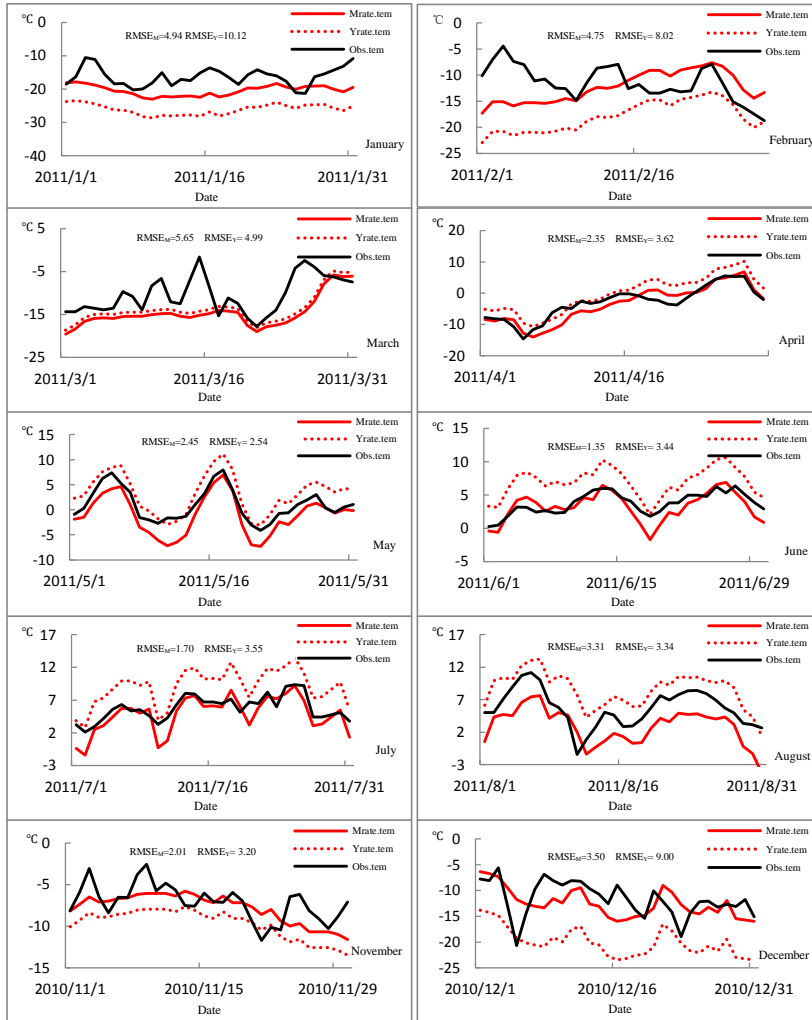 ℃
0
-10
-20
-30
-40
RMSEM=4.94 RMSEY=10.12
Mrate.tem
Yrate.tem
Obs.tem
January
2011/1/1 2011/1/16 2011/1/31
Date
℃
0
-5
-10
-15
-20
-25
RMSEM=4.75 RMSEY= 8.02
Mrate.tem
Yrate.tem
Obs.tem
February
2011/2/1 2011/2/16
Date
℃
5
-5
-15
-25
RMSEM=5.65 RMSEY= 4.99
Mrate.tem
Yrate.tem
Obs.tem
March
2011/3/1 2011/3/16 2011/3/31
Date
℃
20
10
0
-10
-20
RMSEM=2.35 RMSEY= 3.62
Mrate.tem
Yrate.tem
Obs.tem
April
2011/4/1 2011/4/16
Date
℃
15
10
5
0
-5
-10
RMSEM=2.45 RMSEY= 2.54
Mrate.tem
Yrate.tem
Obs.tem
May
2011/5/1 2011/5/16 2011/5/31
Date
℃
15
10
5
0
-5
RMSEM=1.35 RMSEY= 3.44
Mrate.tem
Yrate.tem
Obs.tem
June
2011/6/1 2011/6/15 2011/6/29
Date
℃
17
12
7
2
-3
RMSEM=1.70 RMSEY= 3.55
Mrate.tem
Yrate.tem
Obs.tem
July
2011/7/1 2011/7/16 2011/7/31
Date
℃
17
12
7
2
-3
RMSEM=3.31 RMSEY= 3.34
Mrate.tem
Yrate.tem
Obs.tem
August
2011/8/1 2011/8/16 2011/8/31
Date
℃
0
-5
-10
-15
RMSEM=2.01 RMSEY= 3.20
Mrate.tem
Yrate.tem
Obs.tem
November
2010/11/1 2010/11/15 2010/11/29
Date
℃
0
-5
-10
-15
-20
-25
RMSEM=3.50 RMSEY= 9.00
Mrate.tem
Yrate.tem
Obs.tem
December
2010/12/1 2010/12/16 2010/12/31
Date